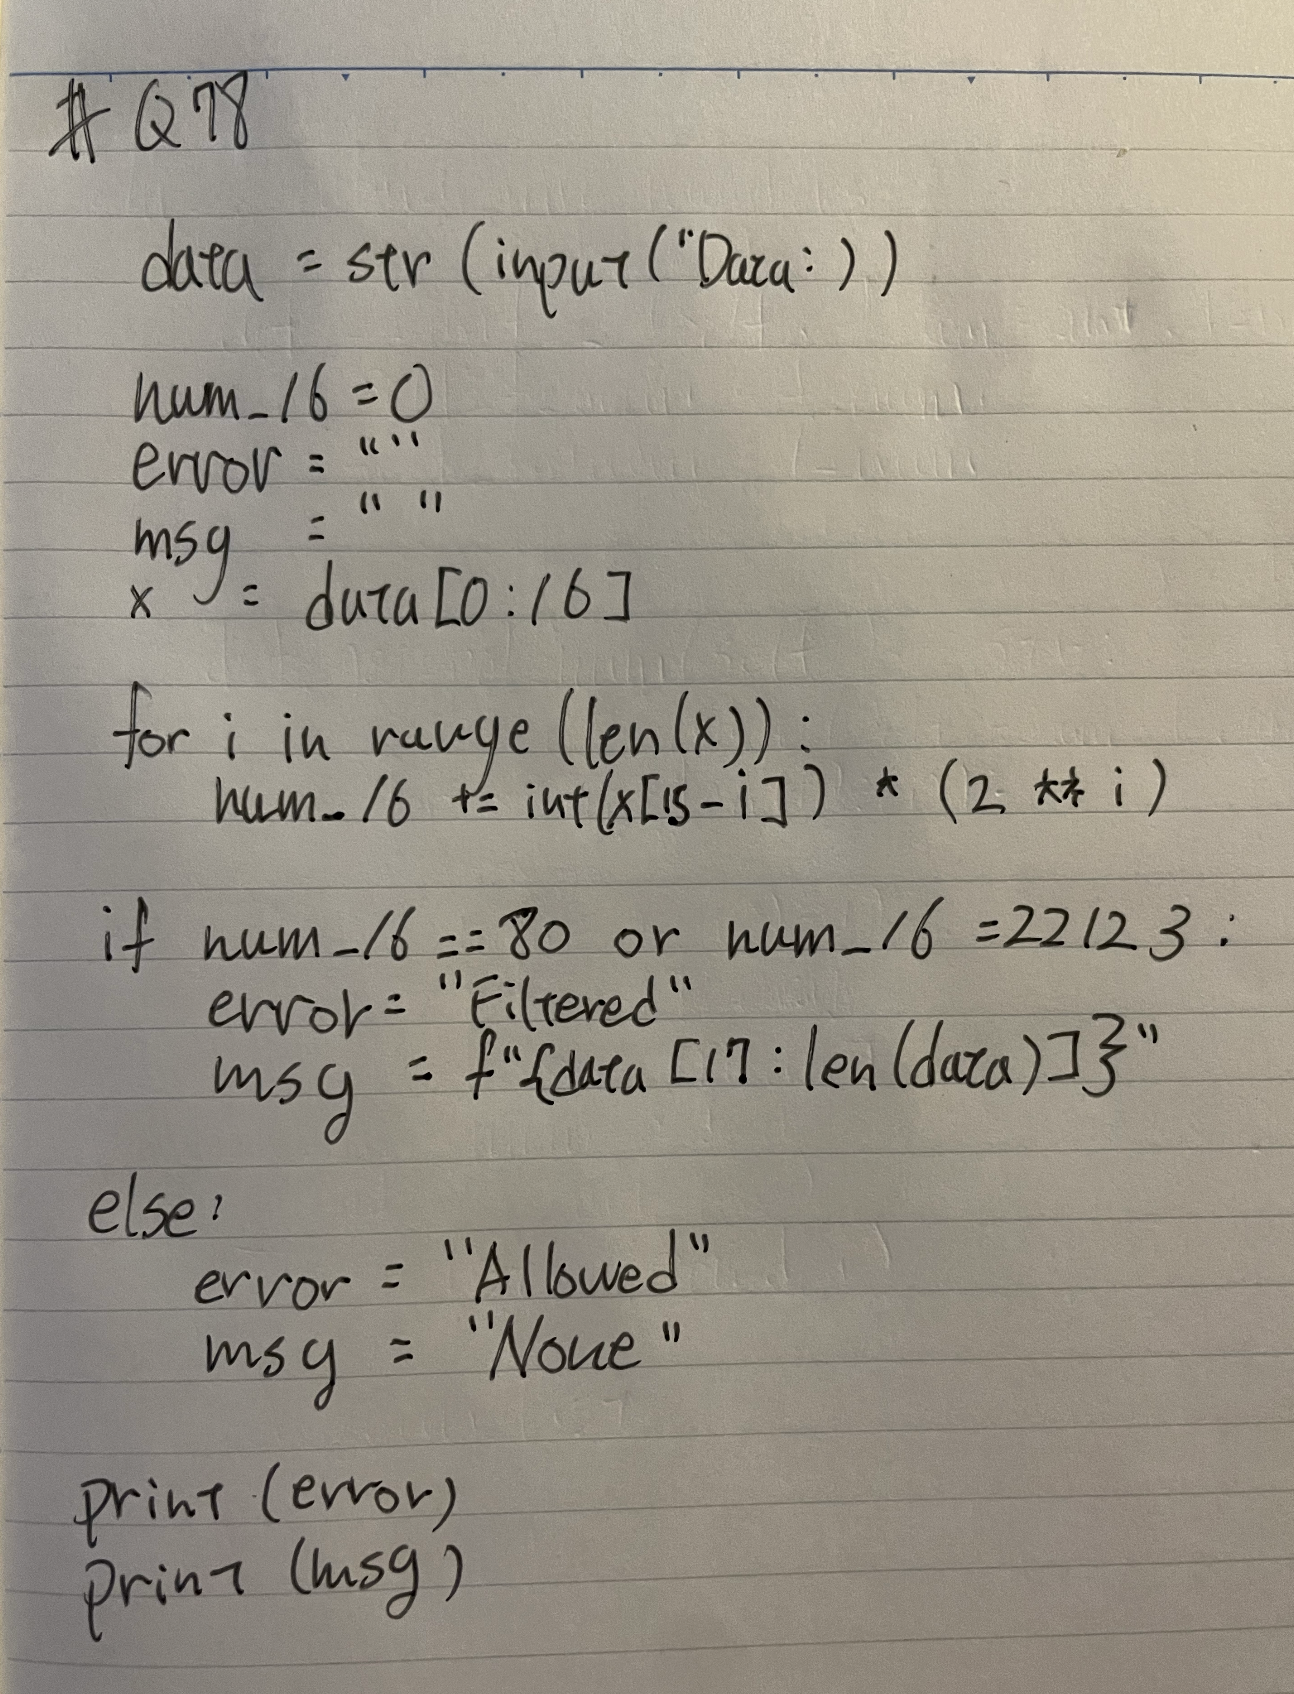 # Q78
data = str (input ("Data: ) )
num_16 = 0
error = ""
msg = " "
x = data[0:16]
for i in range (len(x)) :
num_16 += int(x[15-i]) * (2 ** i)
if num_16 == 80 or num_16 =22123 :
error= "Filtered"
msg = f"{data [17 : len(data)]}"
else:
error = "Allowed"
msg = "None"
print (error)
print (msg)